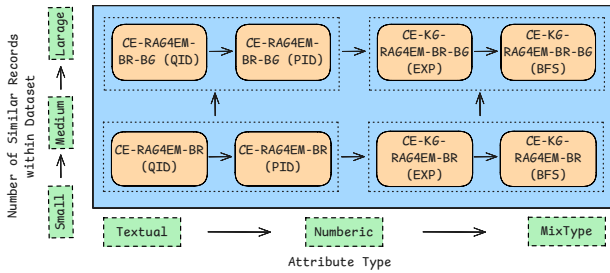 Number of Similar Records
within Dataset
Larage
Medium
Small
CE-RAG4EM-
BR-BG (QID)
CE-RAG4EM-
BR-BG (PID)
CE-KG-
RAG4EM-BR-BG
(EXP)
CE-KG-
RAG4EM-BR-BG
(BFS)
CE-RAG4EM-BR
(QID)
CE-RAG4EM-BR
(PID)
CE-KG-
RAG4EM-BR
(EXP)
CE-KG-
RAG4EM-BR
(BFS)
Textual
Numberic
MixType
Attribute Type